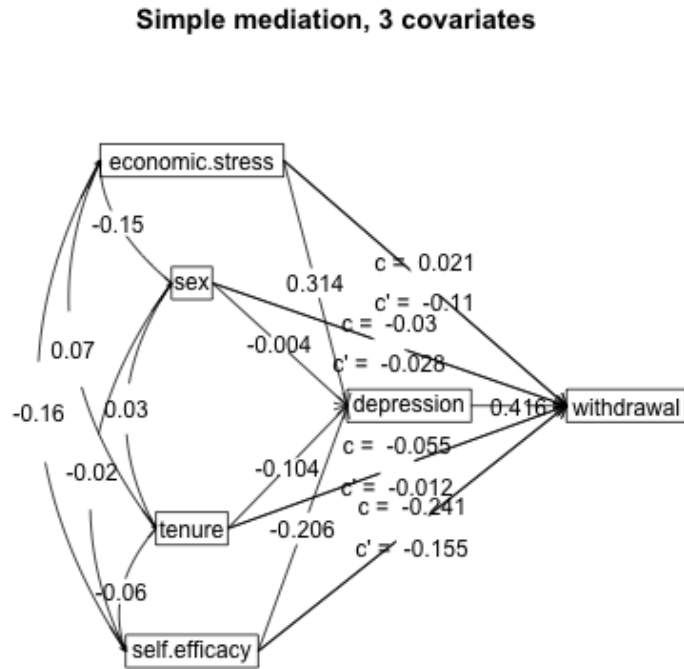 Simple mediation, 3 covariates
economic.stress
-0.15
c = 0.021
sex
0.314
c' = -0.11
c = -0.03
-0.004
0.07
c' = -0.028
depression
0.416
withdrawal
-0.16
0.03
c = -0.055
-0.02
-0.104
c' = -0.012
c = -0.241
tenure
-0.206
c' = -0.155
-0.06
self.efficacy